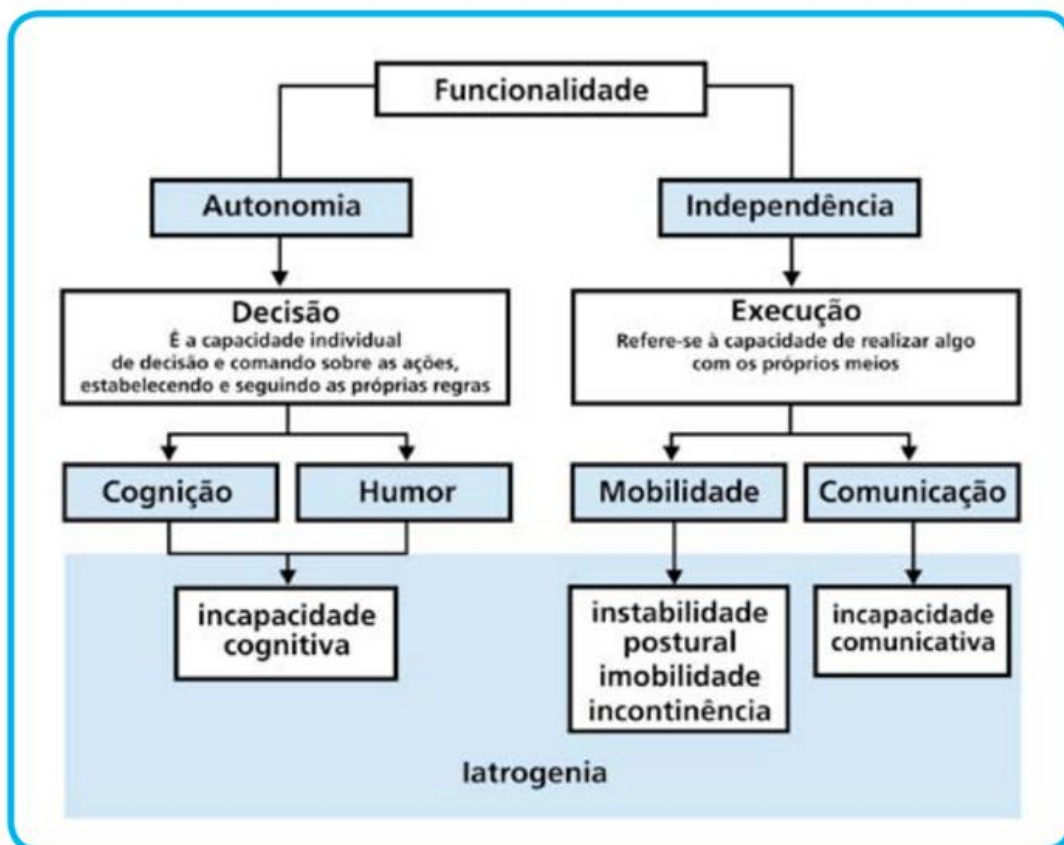 Funcionalidade
Autonomia
Independência
Decisão
É a capacidade individual
de decisão e comando sobre as ações,
estabelecendo e seguindo as próprias regras
Execução
Refere-se à capacidade de realizar algo
com os próprios meios
Cognição
Humor
Mobilidade
Comunicação
incapacidade
cognitiva
instabilidade
postural
imobilidade
incontinência
incapacidade
comunicativa
Iatrogenia